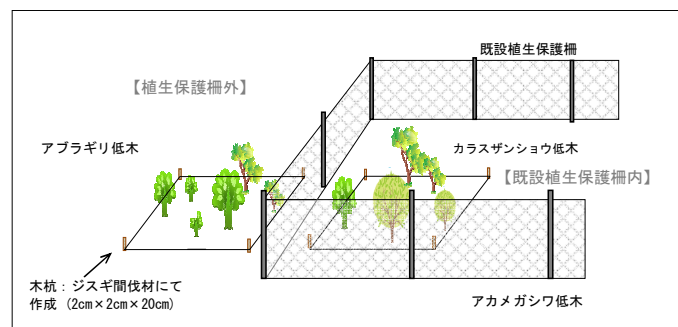 既設植生保護柵
【植生保護柵外】
アブラギリ低木
カラスザンショウ低木
【既設植生保護柵内】
木杭：ジスギ間伐材にて
作成 (2cm×2cm×20cm)
アカメガシワ低木